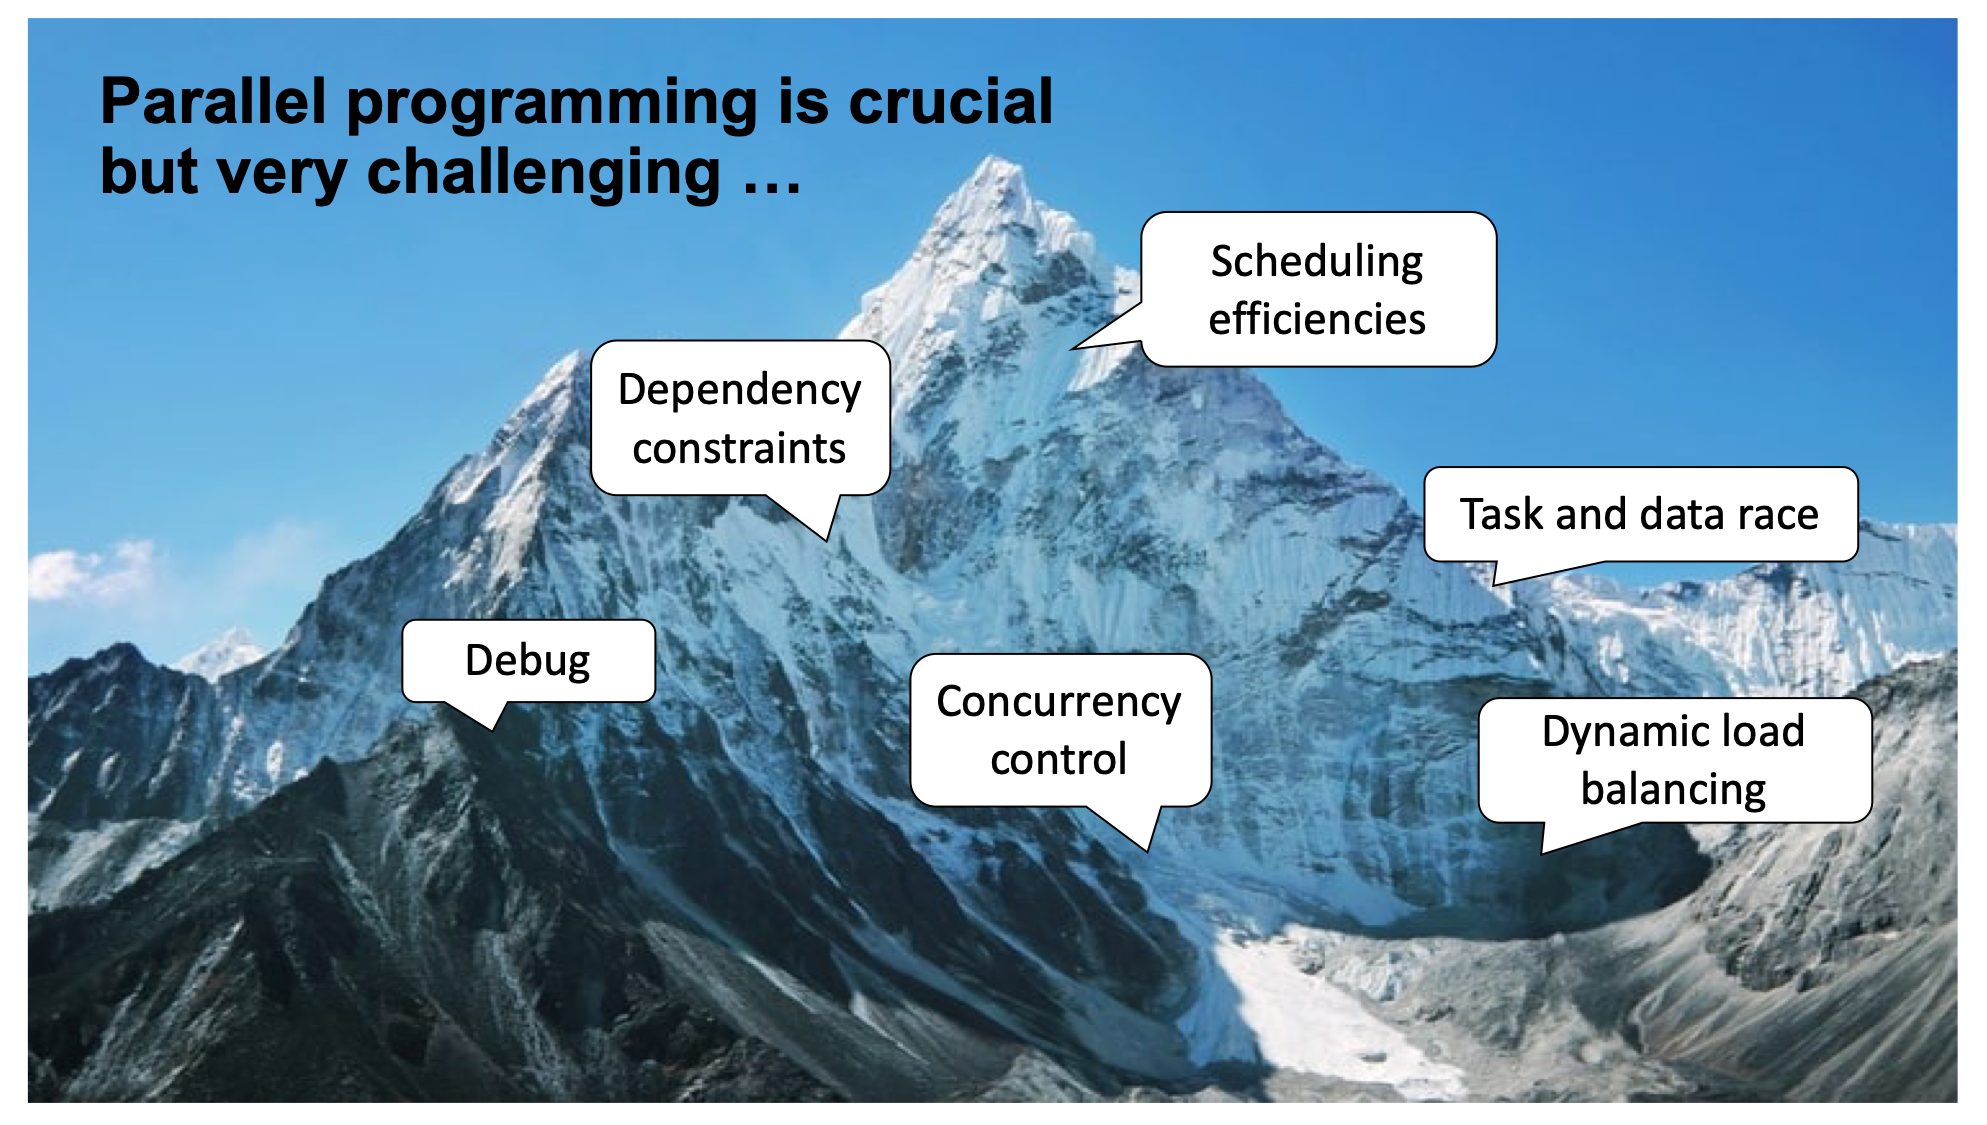 Parallel programming is crucial
but very challenging …
Scheduling
efficiencies
Dependency
constraints
Task and data race
Debug
Concurrency
control
Dynamic load
balancing